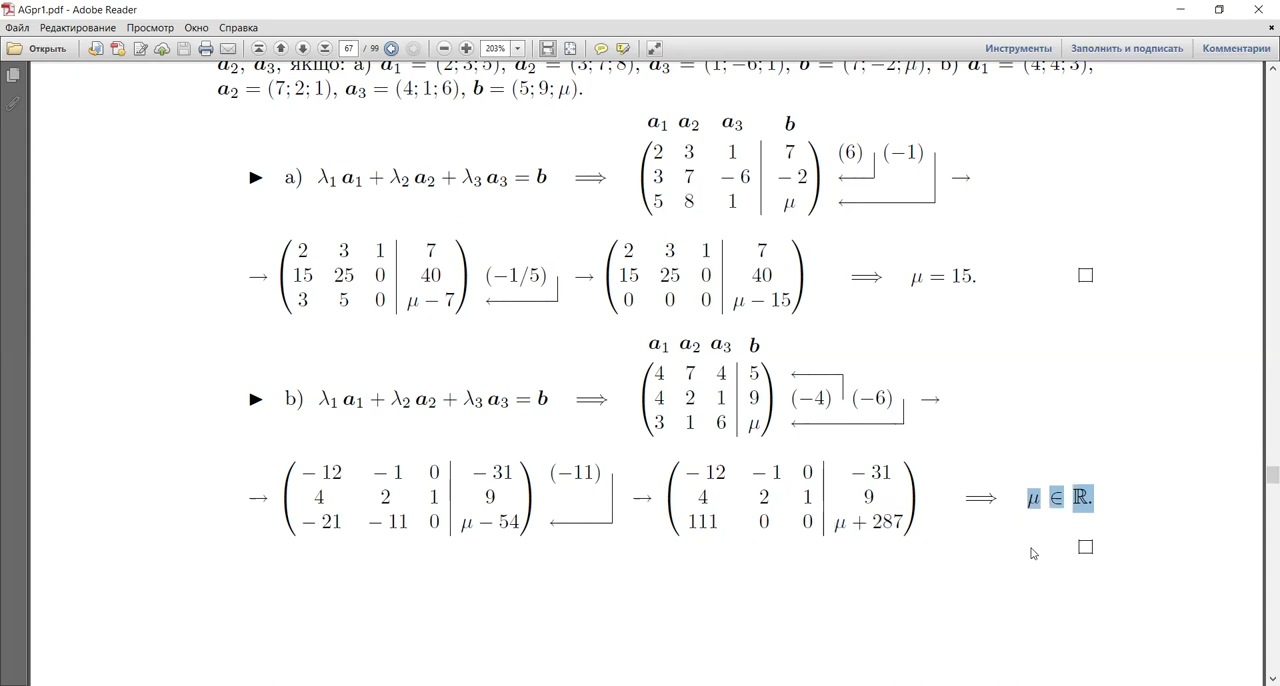 AGpr1.pdf - Adobe Reader
Файл Редактирование Просмотр Окно Справка
Открыть 67 / 99 203% Инструменты Заполнить и подписать Комментарии
a₂, a₃, якщо: a) a₁ = (2; 3; 5), a₂ = (3; 7; 8), a₃ = (1; −6; 1), b = (7; −2; μ), b) a₁ = (4; 4; 3),
a₂ = (7; 2; 1), a₃ = (4; 1; 6), b = (5; 9; μ).
a₁ a₂ a₃ b
2 3 1 | 7 (6) (−1)
► a) λ₁ a₁ + λ₂ a₂ + λ₃ a₃ = b ⟹ 3 7 − 6 | − 2 →
5 8 1 | μ
2 3 1 | 7 2 3 1 | 7
→ 15 25 0 | 40 (−1/5) → 15 25 0 | 40 ⟹ μ = 15. □
3 5 0 | μ − 7 0 0 0 | μ − 15
a₁ a₂ a₃ b
4 7 4 | 5
► b) λ₁ a₁ + λ₂ a₂ + λ₃ a₃ = b ⟹ 4 2 1 | 9 (−4) (−6) →
3 1 6 | μ
− 12 − 1 0 | − 31 (−11) − 12 − 1 0 | − 31
→ 4 2 1 | 9 → 4 2 1 | 9 ⟹ μ ∈ ℝ.
− 21 − 11 0 | μ − 54 111 0 0 | μ + 287
□